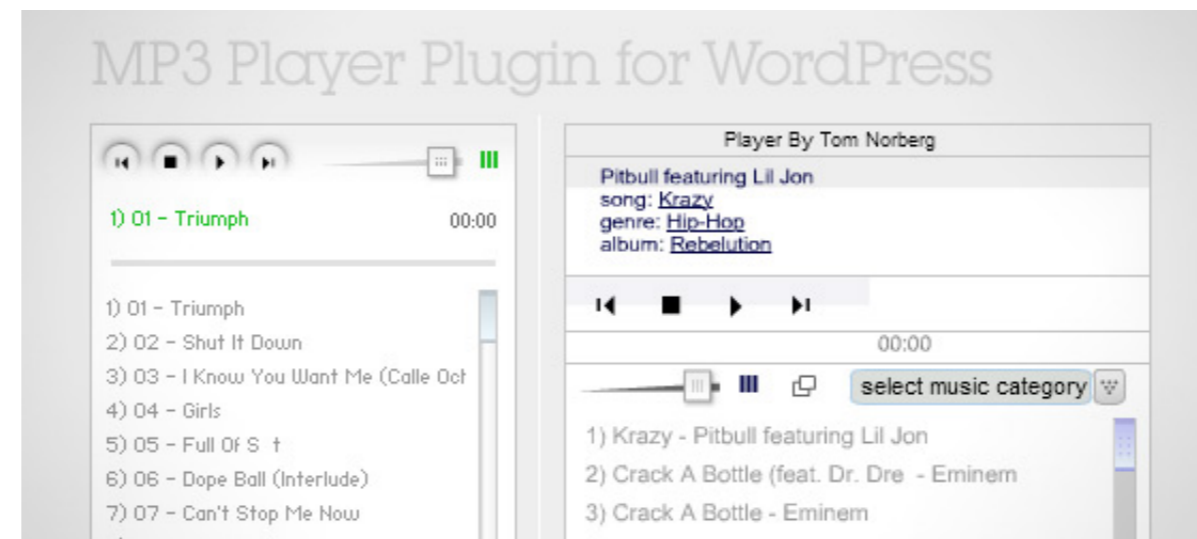 MP3 Player Plugin for WordPress
1) 01 - Triumph
00:00
1) 01 - Triumph
2) 02 - Shut It Down
3) 03 - I Know You Want Me (Calle Och
4) 04 - Girls
5) 05 - Full Of S t
6) 06 - Dope Ball (Interlude)
7) 07 - Can't Stop Me Now
Player By Tom Norberg
Pitbull featuring Lil Jon
song: Krazy
genre: Hip-Hop
album: Rebelution
00:00
select music category
1) Krazy - Pitbull featuring Lil Jon
2) Crack A Bottle (feat. Dr. Dre - Eminem
3) Crack A Bottle - Eminem